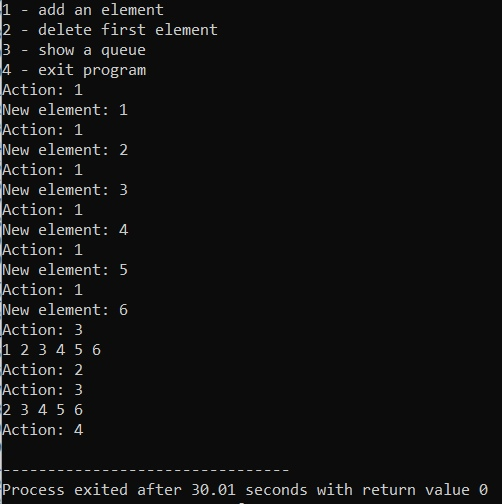 1 - add an element
2 - delete first element
3 - show a queue
4 - exit program
Action: 1
New element: 1
Action: 1
New element: 2
Action: 1
New element: 3
Action: 1
New element: 4
Action: 1
New element: 5
Action: 1
New element: 6
Action: 3
1 2 3 4 5 6
Action: 2
Action: 3
2 3 4 5 6
Action: 4
--------------------------------
Process exited after 30.01 seconds with return value 0